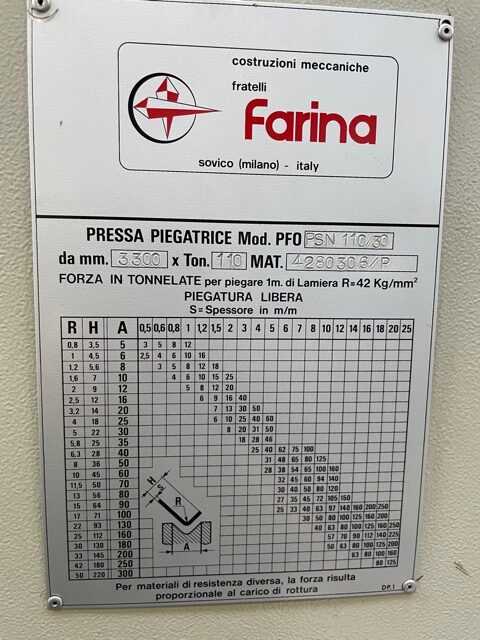 costruzioni meccaniche
fratelli
Farina
sovico (milano) - italy
PRESSA PIEGATRICE Mod. PFO PSN 110/30
da mm. 3300 x Ton. 110 MAT. 4280306/P
FORZA IN TONNELATE per piegare 1m. di Lamiera R=42 Kg/mm²
PIEGATURA LIBERA
S=Spessore in m/m
R H A 0,5 0,6 0,8 1 1,2 1,5 2 3 4 5 6 7 8 10 12 15 18 20 25
0,8 3,5 5 3 5 8 12
1 4,5 6 2,5 4 6 10 16
1,2 5,6 8 3 5 8 12 18
1,6 7 10 4 6 10 15 25
2 9 12 5 8 12 20
2,5 12 16 6 9 16 40
3,2 14 20 7 13 30 50
4 18 25 6 10 25 40 60
5 22 30 8 20 31 50
5,8 25 35 18 28 46
6,3 28 40 25 40 62 75 100
8 36 50 31 48 65 80 125
10 45 60 28 38 54 65 100 160
11,5 50 70 32 45 60 94 140
13 56 80 30 40 50 80 120
15 64 90 27 35 45 72 105 150
17 71 100 25 33 40 63 94 140 160 200 250
22 93 130 30 50 80 100 125 160 200
25 112 160 40 63 80 100 125 160 250
30 130 180 57 70 90 112 140 225
33 145 200 50 63 80 100 125 200
42 180 250 63 80 100 160
50 220 300 80 125
H
S
R
A
Per materiali di resistenza diversa, la forza risulta
proporzionale al carico di rottura
DP.1